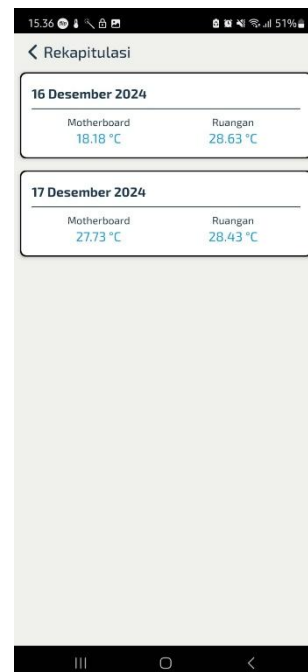 15.36
51%
Rekapitulasi
16 Desember 2024
Motherboard Ruangan
18.18 °C 28.63 °C
17 Desember 2024
Motherboard Ruangan
27.73 °C 28.43 °C